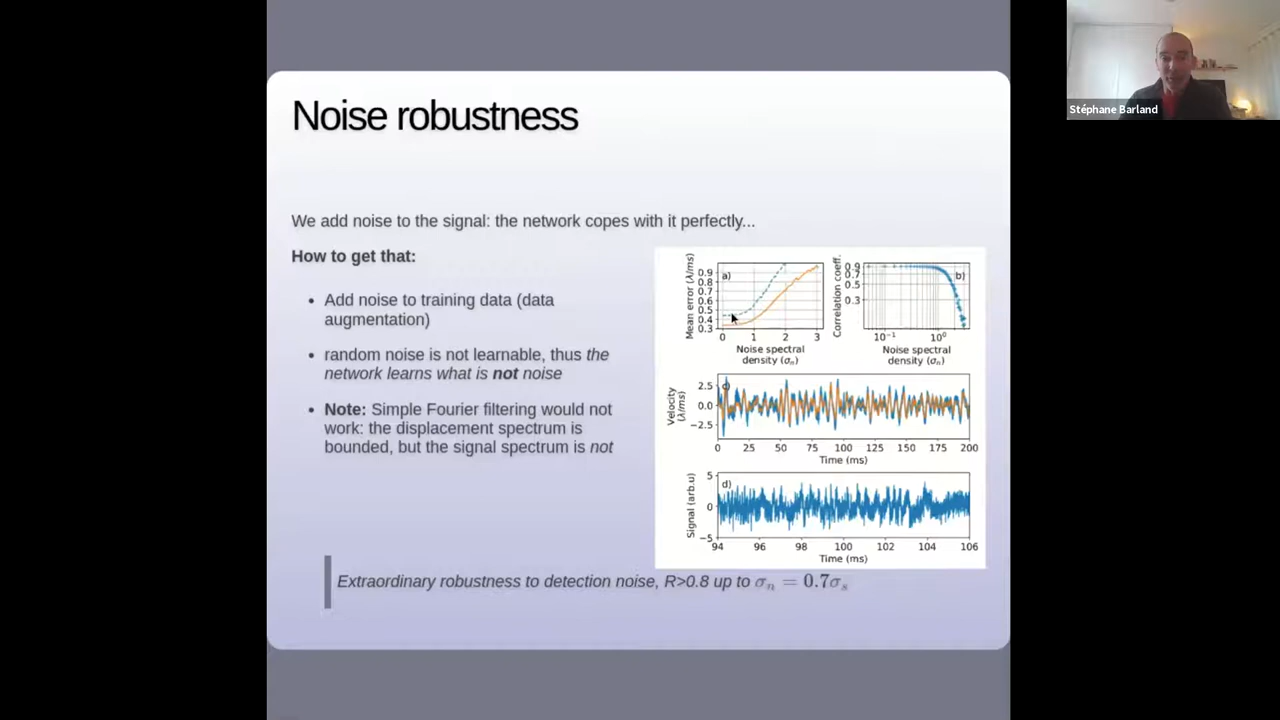 Stéphane Barland
Noise robustness
We add noise to the signal: the network copes with it perfectly...
How to get that:
• Add noise to training data (data
augmentation)
• random noise is not learnable, thus the
network learns what is not noise
• Note: Simple Fourier filtering would not
work: the displacement spectrum is
bounded, but the signal spectrum is not
Mean error (λ/ms)
0.9
0.8
0.7
0.6
0.5
0.4
0.3
a)
0 1 2 3
Noise spectral
density (σₙ)
Correlation coeff.
0.9
0.7
0.5
0.3
b)
10⁻¹ 10⁰
Noise spectral
density (σₙ)
Velocity
(λ/ms)
2.5
0.0
−2.5
0 25 50 75 100 125 150 175 200
Time (ms)
Signal (arb.u)
5
0
−5
d)
94 96 98 100 102 104 106
Time (ms)
Extraordinary robustness to detection noise, R>0.8 up to σₙ = 0.7σₛ